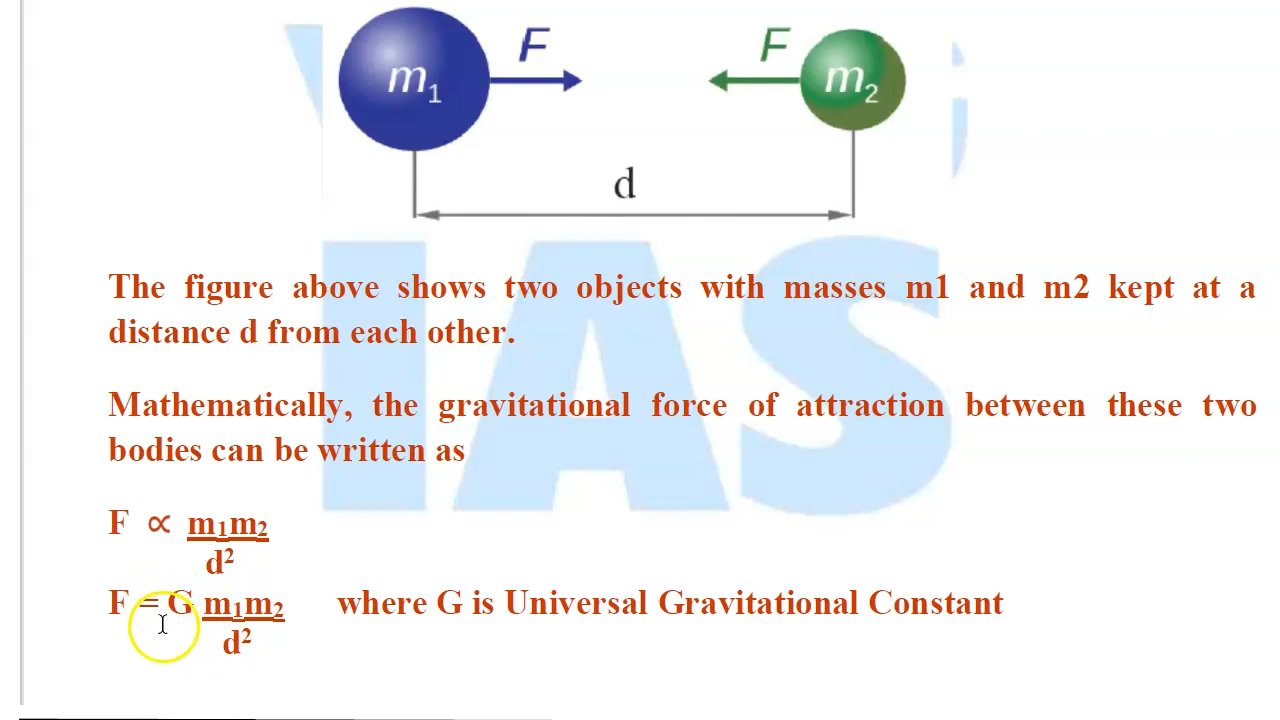 F F
m₁ m₂
d
IAS
The figure above shows two objects with masses m1 and m2 kept at a
distance d from each other.
Mathematically, the gravitational force of attraction between these two
bodies can be written as
F ∝ m₁m₂
d²
F = G m₁m₂ where G is Universal Gravitational Constant
d²